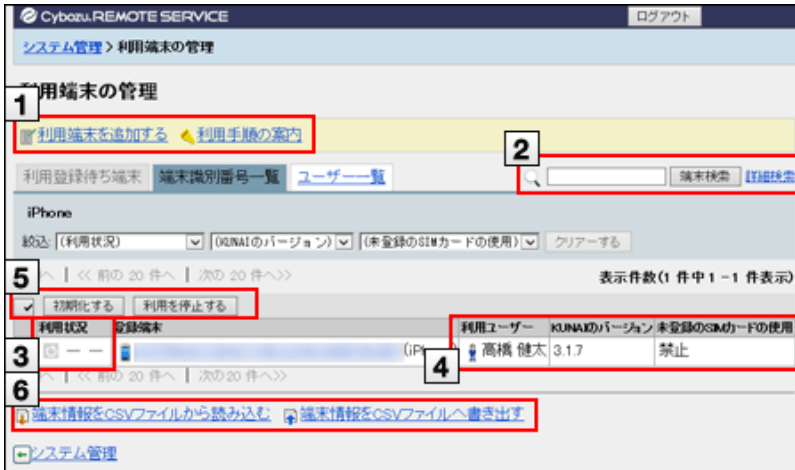 Cybozu.REMOTE SERVICE ログアウト
システム管理 > 利用端末の管理
利用端末の管理
1
利用端末を追加する 利用手順の案内
2
利用登録待ち端末 端末識別番号一覧 ユーザー一覧 端末検索 詳細検索
iPhone
絞込: (利用状況) (KUNAIのバージョン) (未登録のSIMカードの使用) クリアーする
5
へ | << 前の 20 件へ | 次の 20 件へ>> 表示件数(1 件中 1 - 1 件表示)
初期化する 利用を停止する
利用状況 登録端末 利用ユーザー KUNAIのバージョン 未登録のSIMカードの使用
3 — — 4 高橋 健太 3.1.7 禁止
へ | << 前の 20 件へ | 次の 20 件へ>>
6
端末情報をCSVファイルから読み込む 端末情報をCSVファイルへ書き出す
システム管理